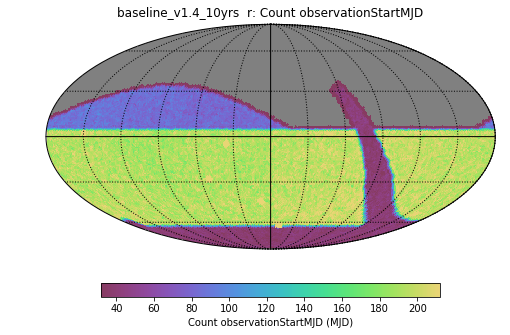 baseline_v1.4_10yrs r: Count observationStartMJD
40 60 80 100 120 140 160 180 200
Count observationStartMJD (MJD)